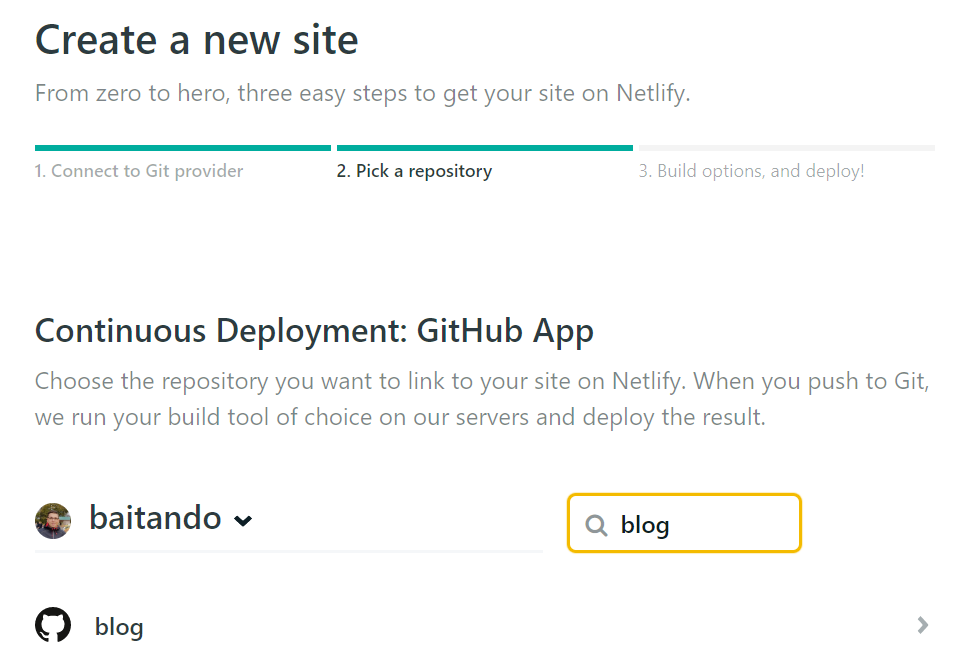 Create a new site
From zero to hero, three easy steps to get your site on Netlify.
1. Connect to Git provider
2. Pick a repository
3. Build options, and deploy!
Continuous Deployment: GitHub App
Choose the repository you want to link to your site on Netlify. When you push to Git,
we run your build tool of choice on our servers and deploy the result.
baitando
blog
blog